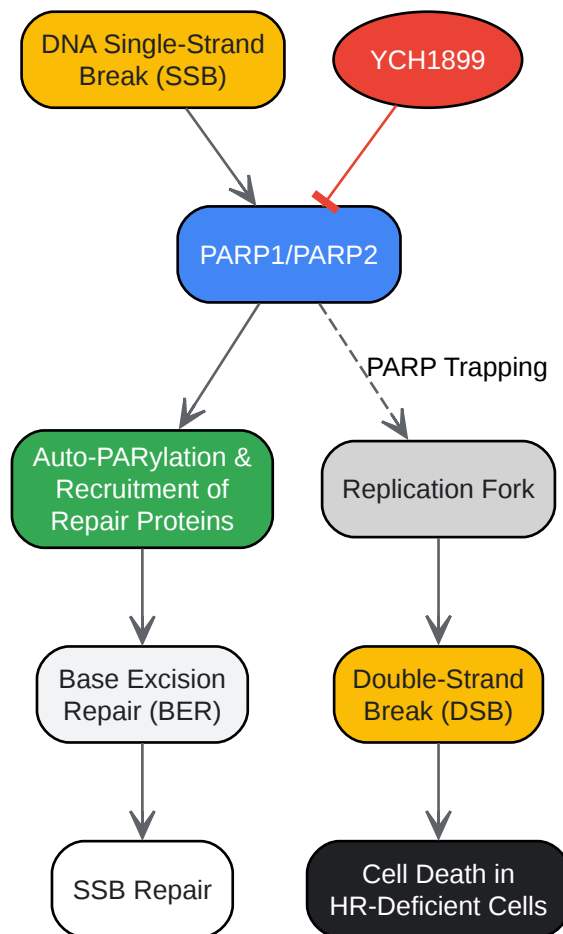 DNA Single-Strand
Break (SSB)
YCH1899
PARP1/PARP2
PARP Trapping
Auto-PARylation &
Recruitment of
Repair Proteins
Replication Fork
Base Excision
Repair (BER)
Double-Strand
Break (DSB)
SSB Repair
Cell Death in
HR-Deficient Cells